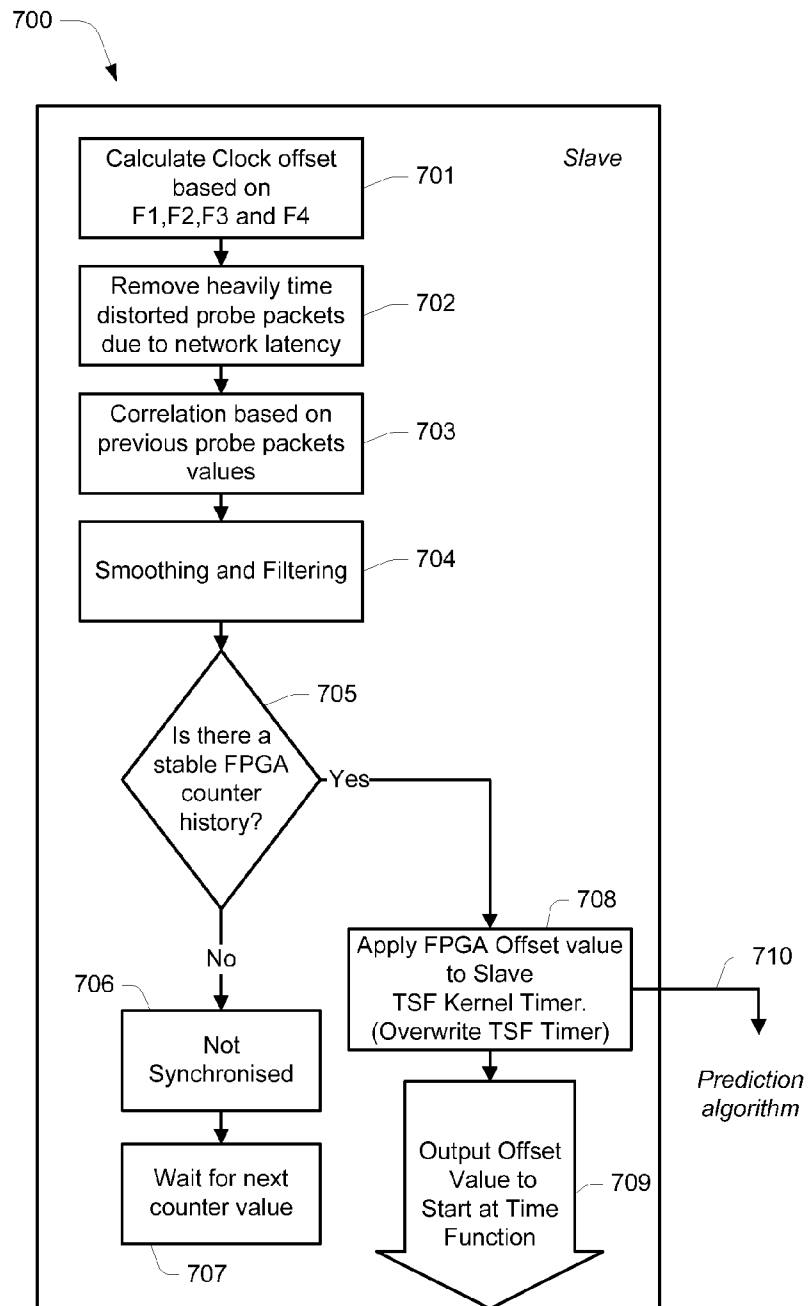 700
Slave
Calculate Clock offset
based on
F1,F2,F3 and F4
701
Remove heavily time
distorted probe packets
due to network latency
702
Correlation based on
previous probe packets
values
703
Smoothing and Filtering
704
705
Is there a
stable FPGA
counter
history?
Yes
No
706
Not
Synchronised
Wait for next
counter value
707
708
Apply FPGA Offset value
to Slave
TSF Kernel Timer.
(Overwrite TSF Timer)
710
Prediction
algorithm
Output Offset
Value to
Start at Time
Function
709